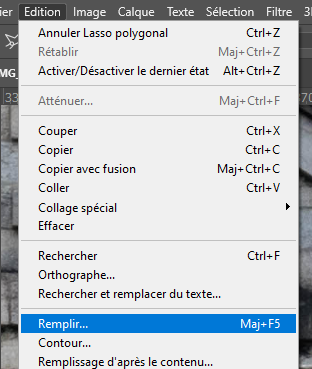 ier Edition Image Calque Texte Sélection Filtre 3
Annuler Lasso polygonal Ctrl+Z
Rétablir Maj+Ctrl+Z
Activer/Désactiver le dernier état Alt+Ctrl+Z
MG_
33
Atténuer... Maj+Ctrl+F
370
Couper Ctrl+X
Copier Ctrl+C
Copier avec fusion Maj+Ctrl+C
Coller Ctrl+V
Collage spécial
Effacer
Rechercher Ctrl+F
Orthographe...
Rechercher et remplacer du texte...
Remplir... Maj+F5
Contour...
Remplissage d'après le contenu...